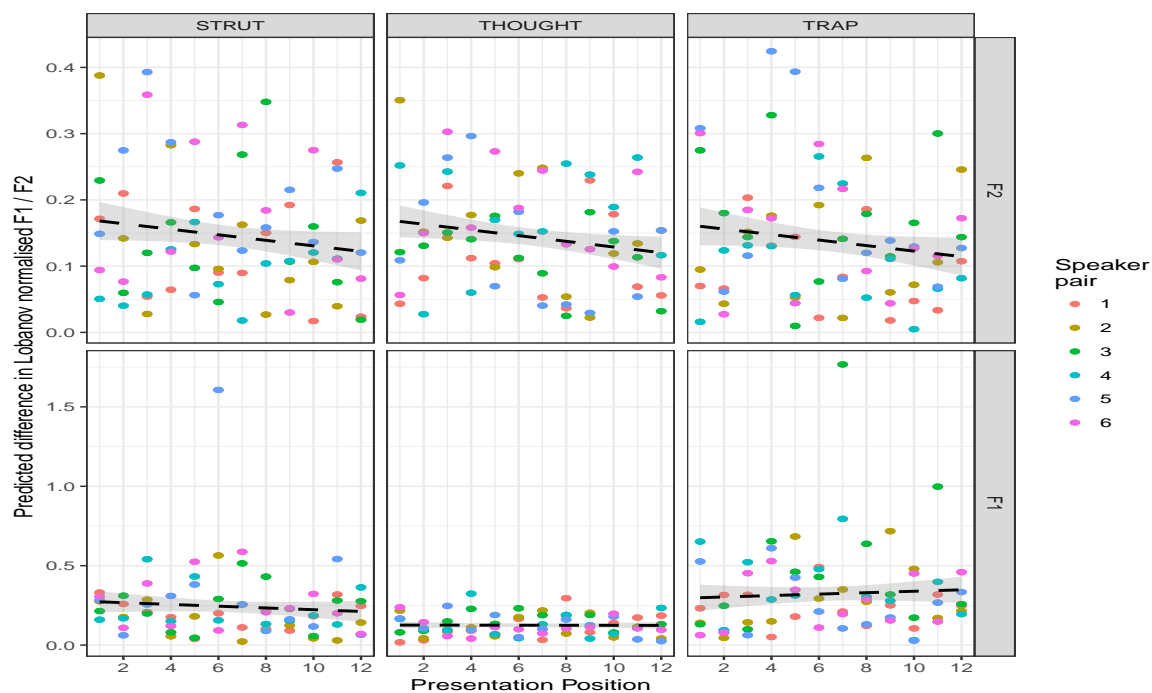 STRUT THOUGHT TRAP
0.4
0.3
0.2
0.1
0.0
F2
1.5
1.0
0.5
0.0
F1
2 4 6 8 10 12 2 4 6 8 10 12 2 4 6 8 10 12
Presentation Position
Predicted difference in Lobanov normalised F1 / F2
Speaker
pair
1
2
3
4
5
6